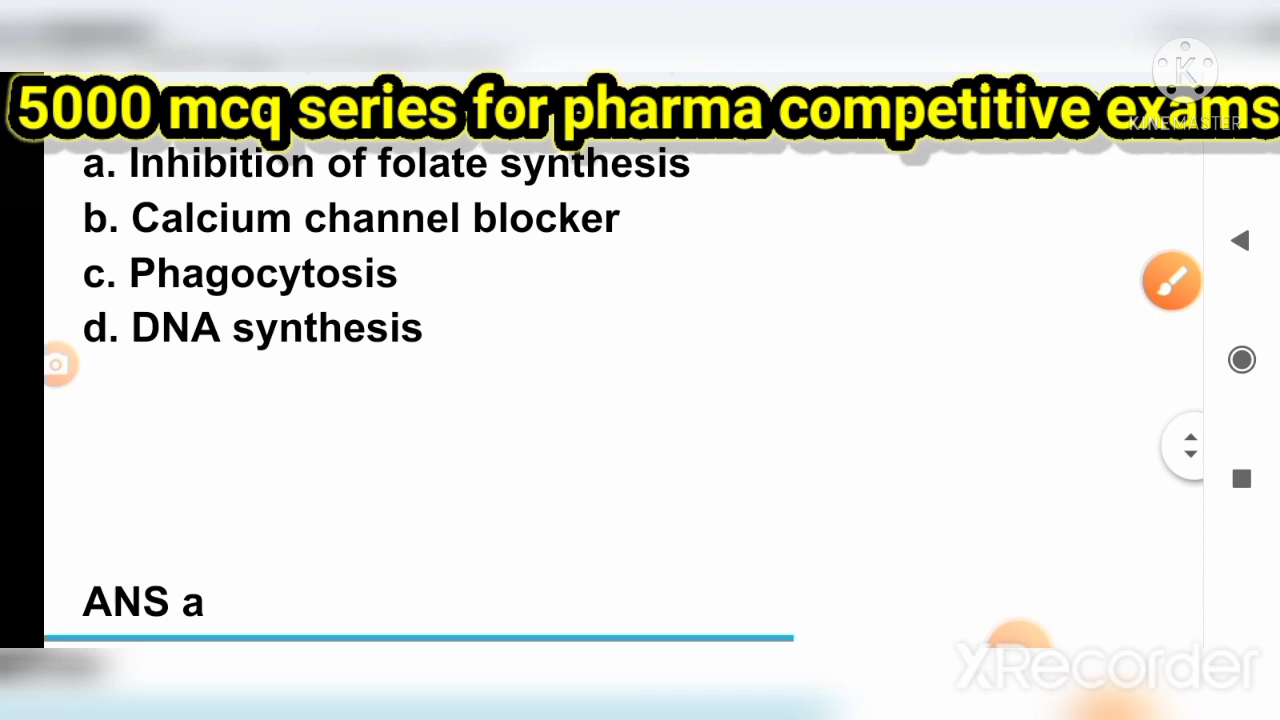 5000 mcq series for pharma competitive exams
K
KINEMASTER
a. Inhibition of folate synthesis
b. Calcium channel blocker
c. Phagocytosis
d. DNA synthesis
ANS a
XRecorder